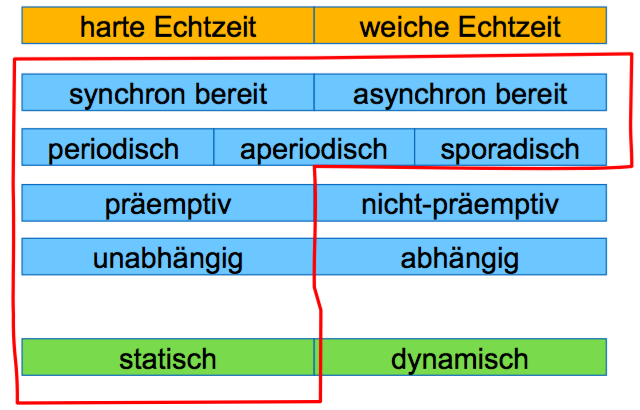 harte Echtzeit weiche Echtzeit
synchron bereit asynchron bereit
periodisch aperiodisch sporadisch
präemptiv nicht-präemptiv
unabhängig abhängig
statisch dynamisch